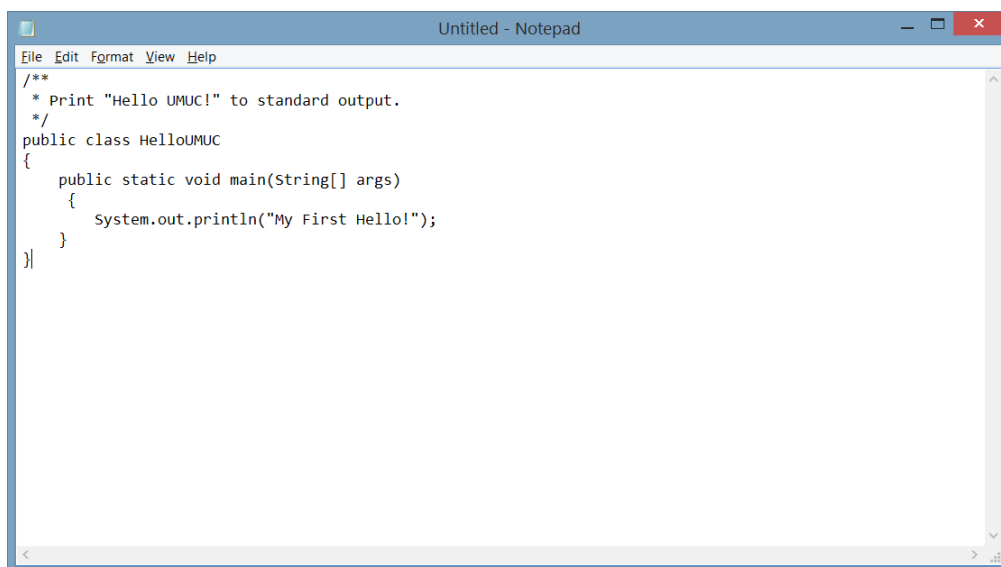 Untitled - Notepad
File Edit Format View Help
/**
 * Print "Hello UMUC!" to standard output.
 */
public class HelloUMUC
{
    public static void main(String[] args)
     {
        System.out.println("My First Hello!");
    }
}